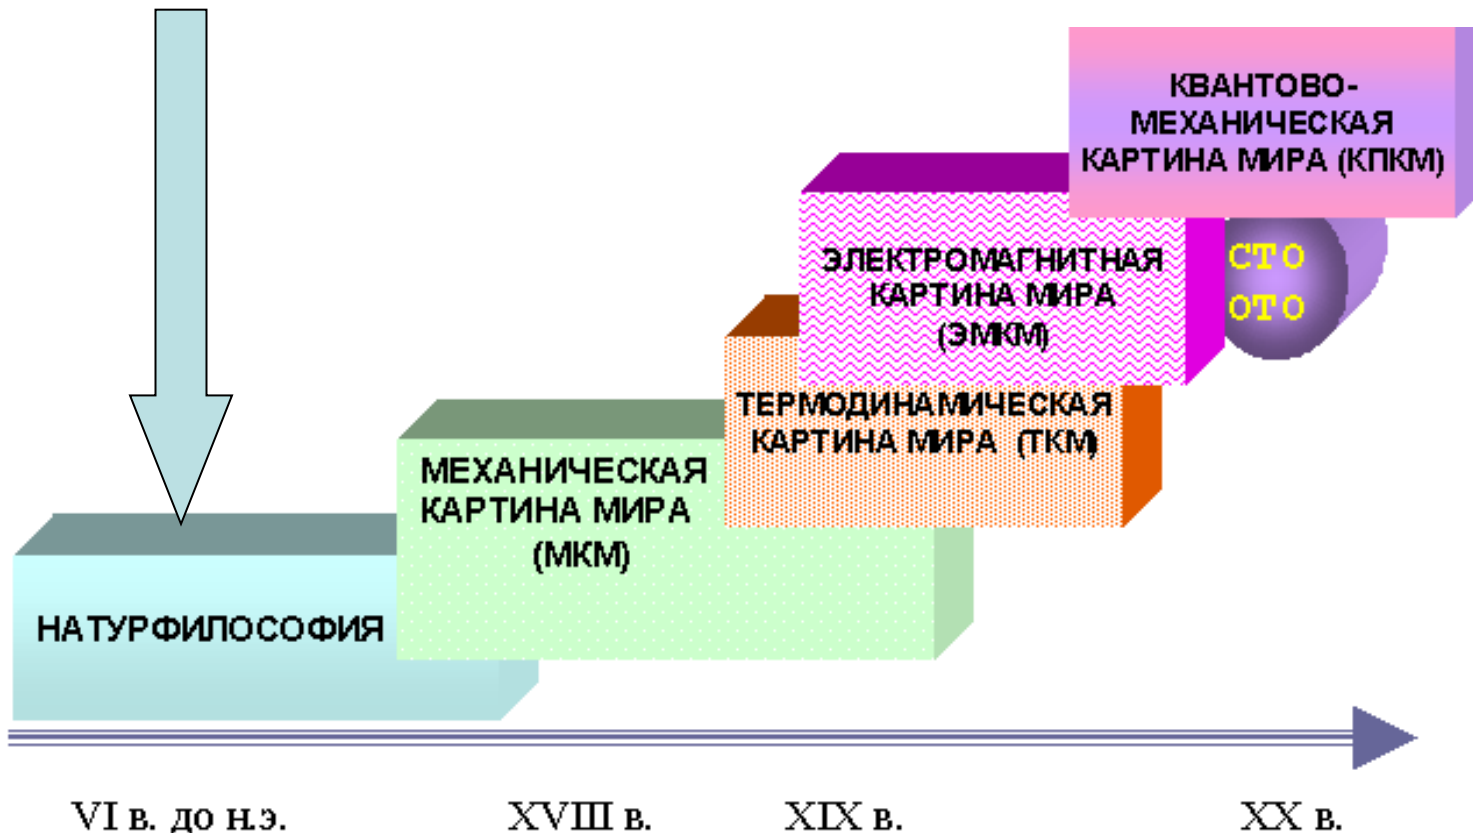 КВАНТОВО-
МЕХАНИЧЕСКАЯ
КАРТИНА МИРА (КПКМ)
ЭЛЕКТРОМАГНИТНАЯ
КАРТИНА МИРА
(ЭМКМ)
СТО
ОТО
ТЕРМОДИНАМИЧЕСКАЯ
КАРТИНА МИРА (ТКМ)
МЕХАНИЧЕСКАЯ
КАРТИНА МИРА
(МКМ)
НАТУРФИЛОСОФИЯ
VI в. до н.э. XVIII в. XIX в. XX в.